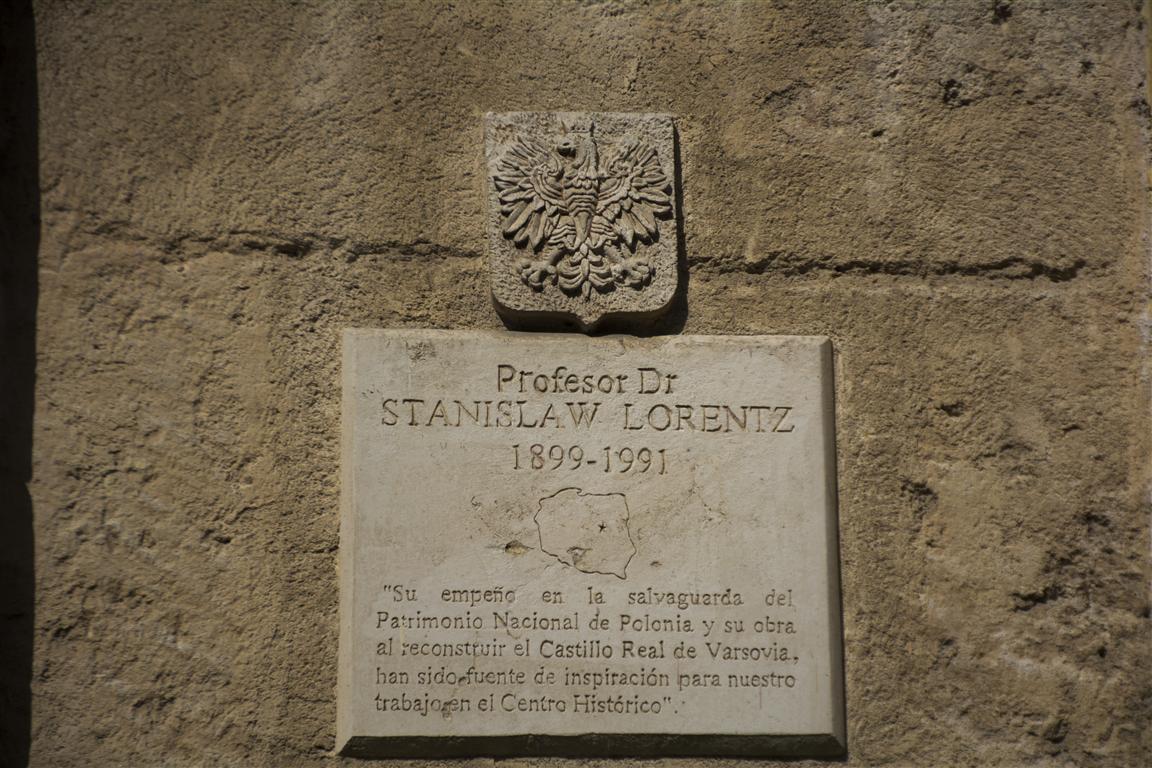 Profesor Dr
STANISLAW LORENTZ
1899-1991
"Su empeño en la salvaguarda del
Patrimonio Nacional de Polonia y su obra
al reconstruir el Castillo Real de Varsovia,
han sido fuente de inspiración para nuestro
trabajo en el Centro Histórico".